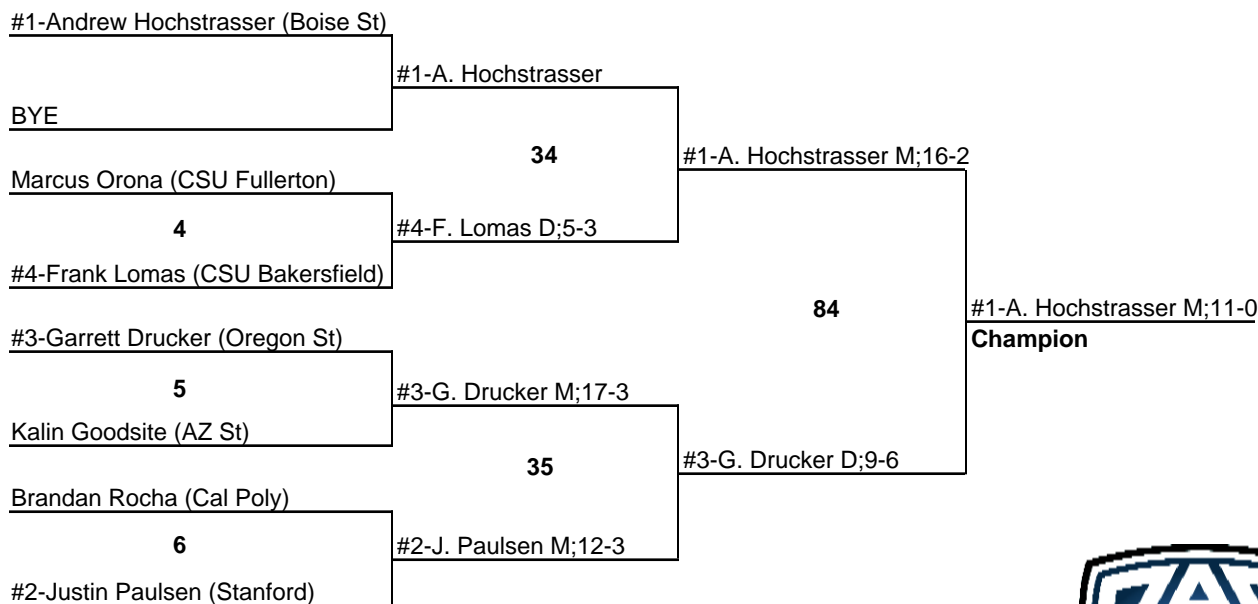 #1-Andrew Hochstrasser (Boise St)
#1-A. Hochstrasser
BYE
34
#1-A. Hochstrasser M;16-2
Marcus Orona (CSU Fullerton)
4
#4-F. Lomas D;5-3
#4-Frank Lomas (CSU Bakersfield)
84
#1-A. Hochstrasser M;11-0
Champion
#3-Garrett Drucker (Oregon St)
5
#3-G. Drucker M;17-3
Kalin Goodsite (AZ St)
35
#3-G. Drucker D;9-6
Brandan Rocha (Cal Poly)
6
#2-J. Paulsen M;12-3
#2-Justin Paulsen (Stanford)